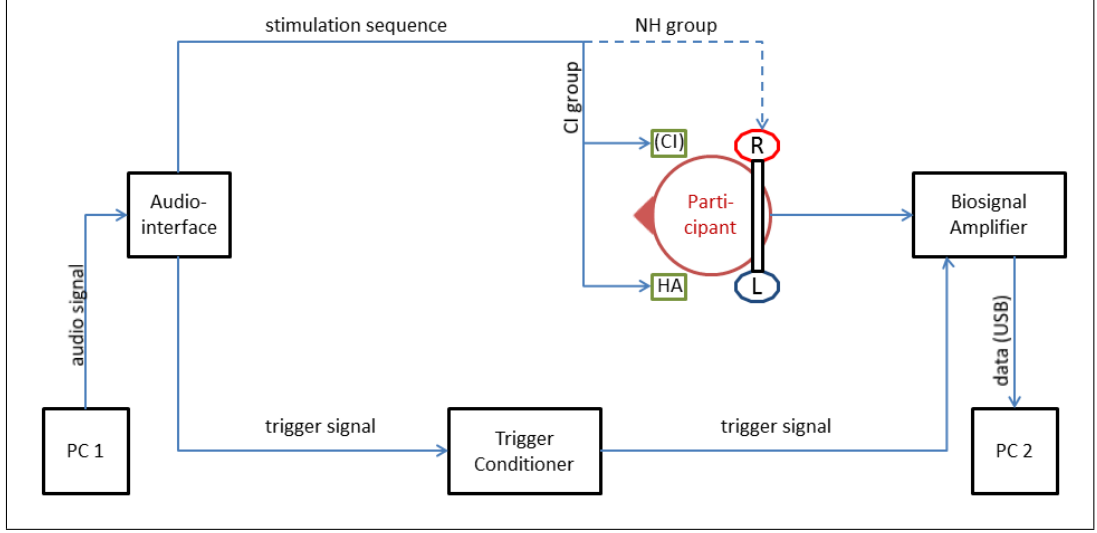 stimulation sequence
NH group
CI group
(CI)
R
Audio-
interface
Parti-
cipant
Biosignal
Amplifier
HA
L
audio signal
data (USB)
trigger signal
trigger signal
PC 1
Trigger
Conditioner
PC 2